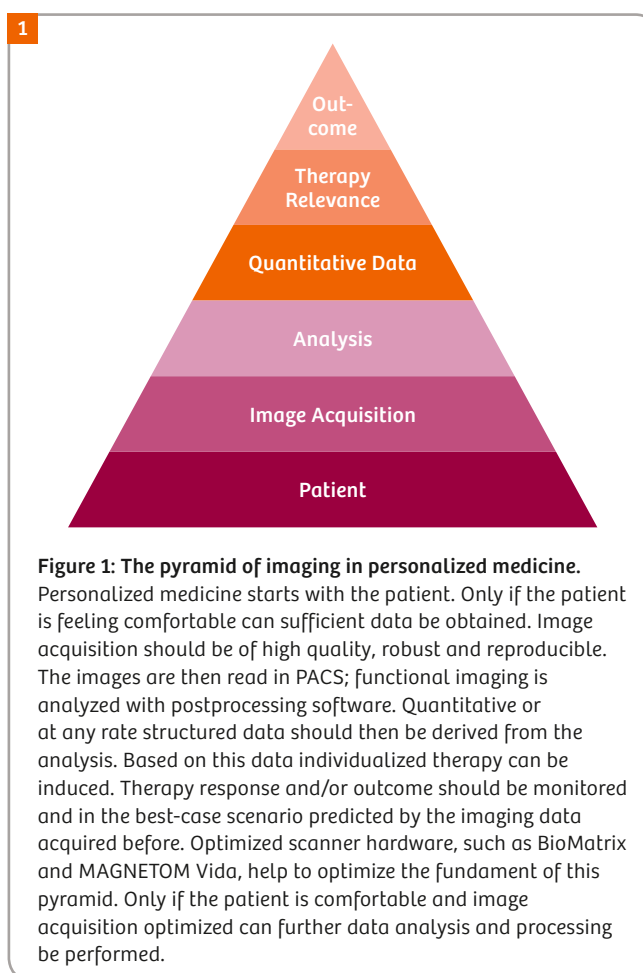 1
Out-
come
Therapy
Relevance
Quantitative Data
Analysis
Image Acquisition
Patient
Figure 1: The pyramid of imaging in personalized medicine.
Personalized medicine starts with the patient. Only if the patient
is feeling comfortable can sufficient data be obtained. Image
acquisition should be of high quality, robust and reproducible.
The images are then read in PACS; functional imaging is
analyzed with postprocessing software. Quantitative or
at any rate structured data should then be derived from the
analysis. Based on this data individualized therapy can be
induced. Therapy response and/or outcome should be monitored
and in the best-case scenario predicted by the imaging data
acquired before. Optimized scanner hardware, such as BioMatrix
and MAGNETOM Vida, help to optimize the fundament of this
pyramid. Only if the patient is comfortable and image
acquisition optimized can further data analysis and processing
be performed.